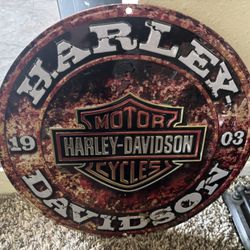 HARLEY
MOTOR
19 HARLEY-DAVIDSON 03
CYCLES
DAVIDSON